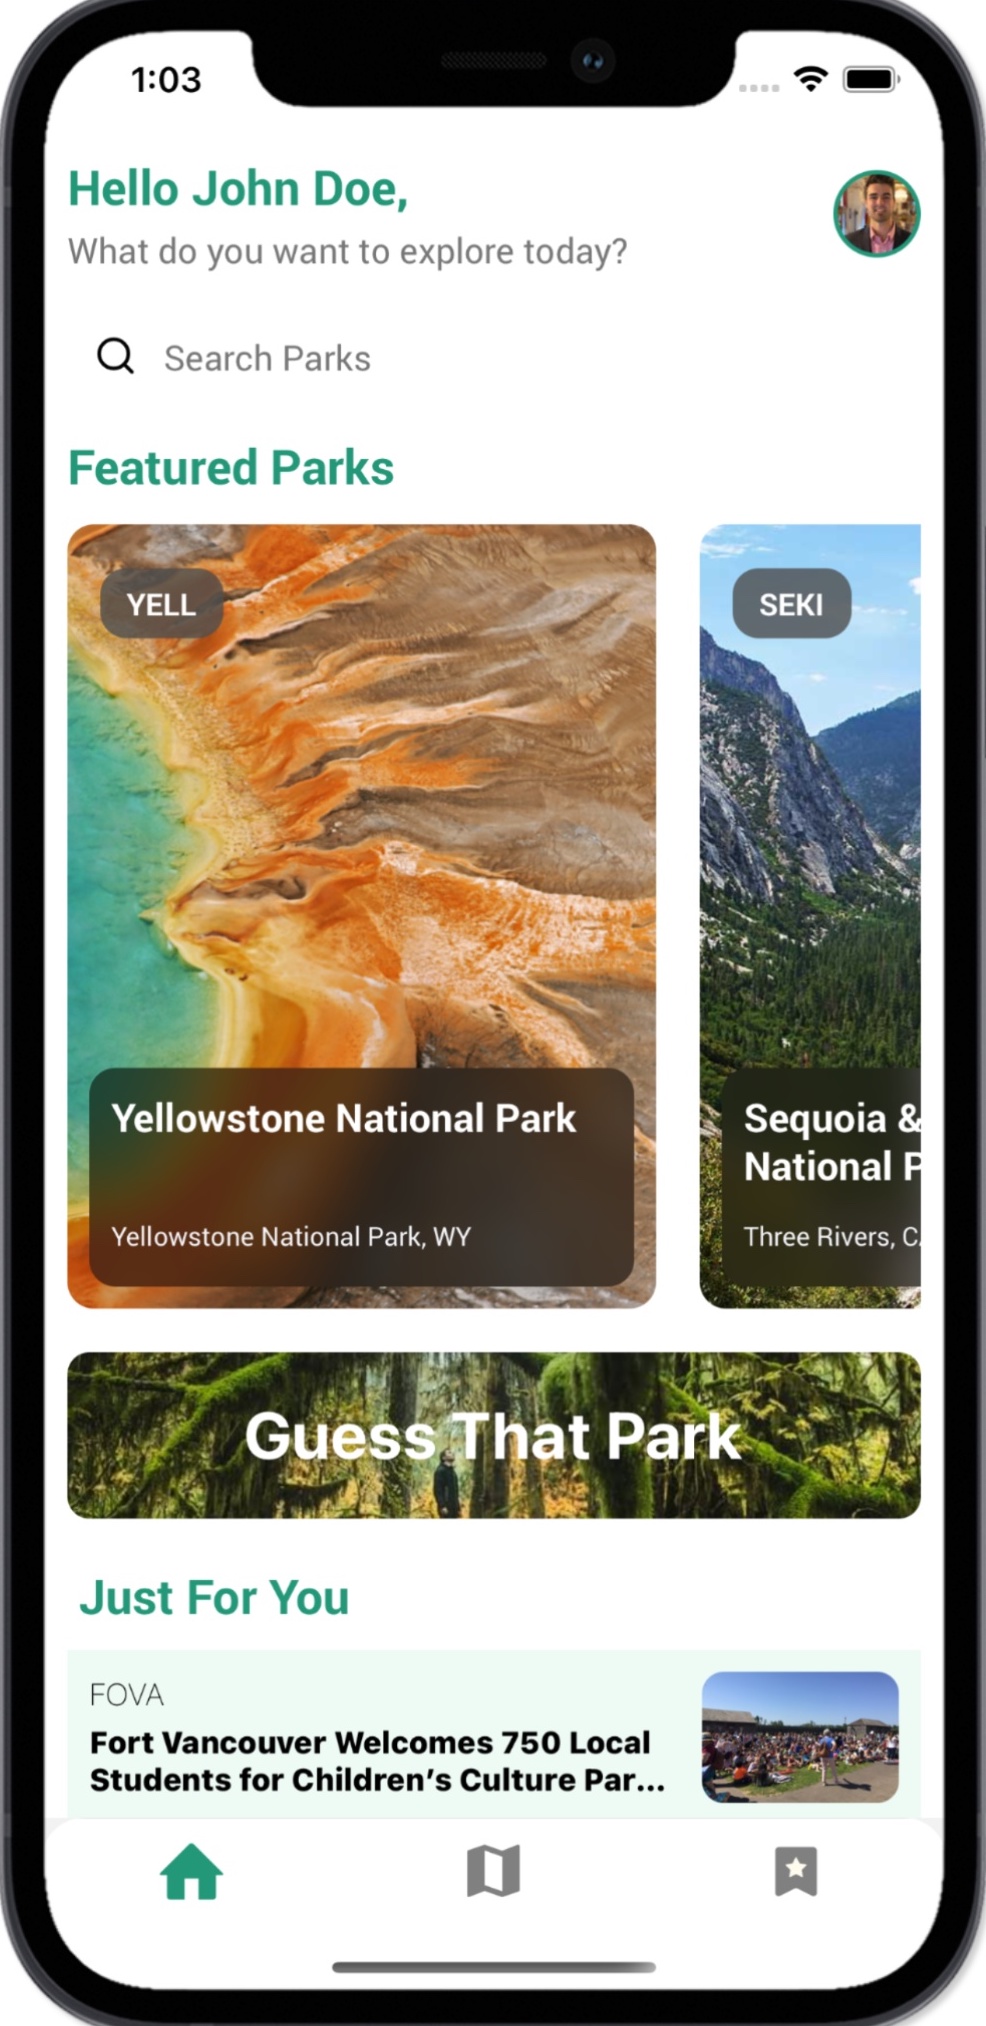 1:03
Hello John Doe,
What do you want to explore today?
Search Parks
Featured Parks
YELL
Yellowstone National Park
Yellowstone National Park, WY
SEKI
Sequoia &
National P
Three Rivers, C
Guess That Park
Just For You
FOVA
Fort Vancouver Welcomes 750 Local
Students for Children’s Culture Par...